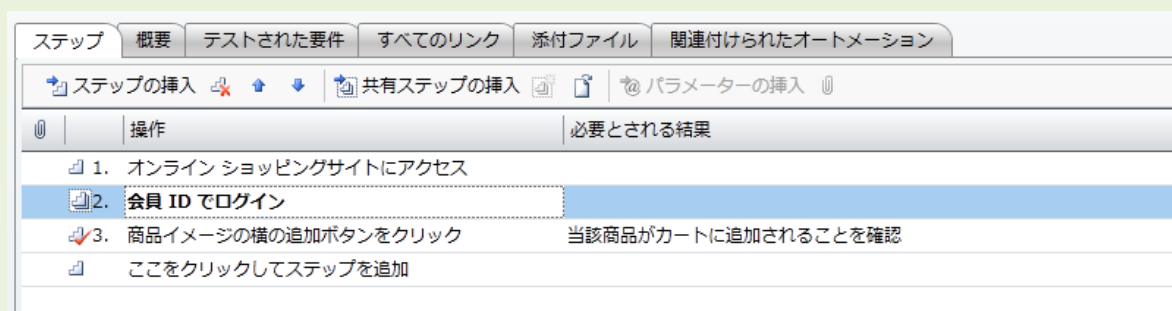 ステップ 概要 テストされた要件 すべてのリンク 添付ファイル 関連付けられたオートメーション
ステップの挿入 共有ステップの挿入 パラメーターの挿入
操作 必要とされる結果
1. オンライン ショッピングサイトにアクセス
2. 会員 ID でログイン
3. 商品イメージの横の追加ボタンをクリック 当該商品がカートに追加されることを確認
ここをクリックしてステップを追加